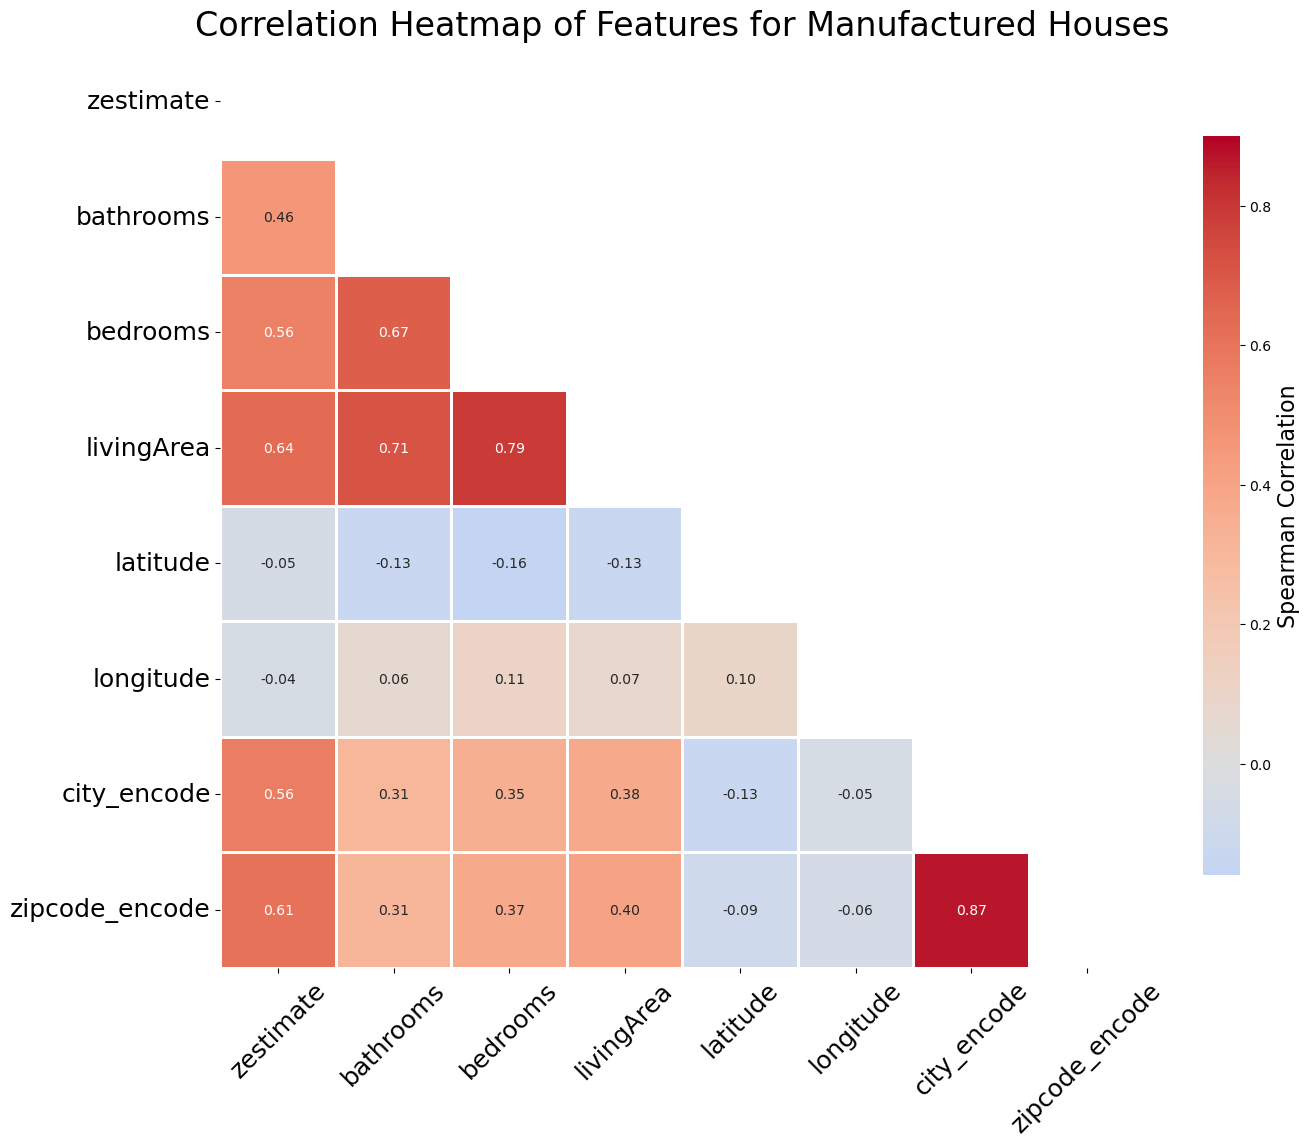 Correlation Heatmap of Features for Manufactured Houses
zestimate
bathrooms 0.46
bedrooms 0.56 0.67
livingArea 0.64 0.71 0.79
latitude -0.05 -0.13 -0.16 -0.13
longitude -0.04 0.06 0.11 0.07 0.10
city_encode 0.56 0.31 0.35 0.38 -0.13 -0.05
zipcode_encode 0.61 0.31 0.37 0.40 -0.09 -0.06 0.87
zestimate bathrooms bedrooms livingArea latitude longitude city_encode zipcode_encode
0.8
0.6
0.4
0.2
0.0
Spearman Correlation